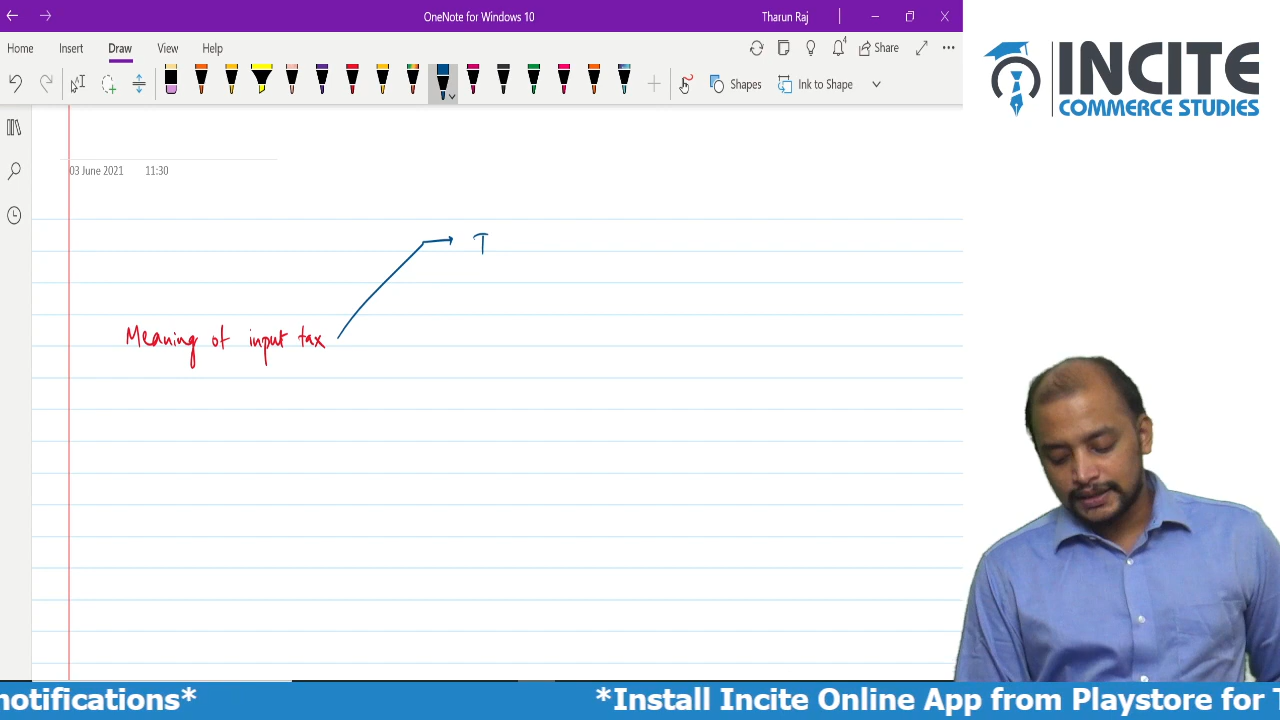 OneNote for Windows 10
Tharun Raj
Home Insert Draw View Help
4
Share
Shapes
Ink to Shape
INCITE
COMMERCE STUDIES
03 June 2021 11:30
T
Meaning of input tax
notifications* *Install Incite Online App from Playstore for T